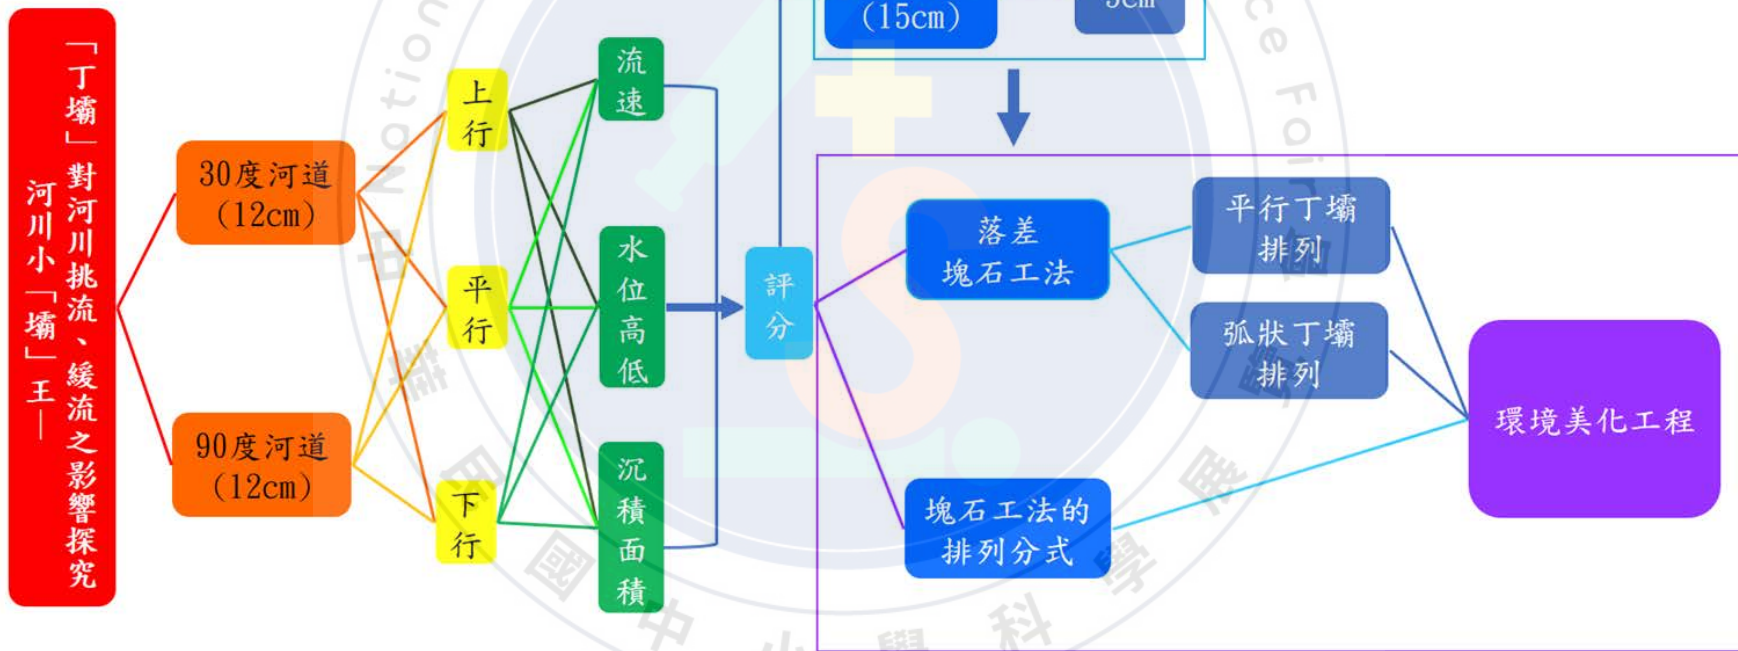 河川小「壩」王—
「丁壩」對河川挑流、緩流之影響探究
30度河道
(12cm)
90度河道
(12cm)
上行
平行
下行
流速
水位高低
沉積面積
評分
(15cm)
落差
塊石工法
塊石工法的
排列分式
平行丁壩
排列
弧狀丁壩
排列
環境美化工程